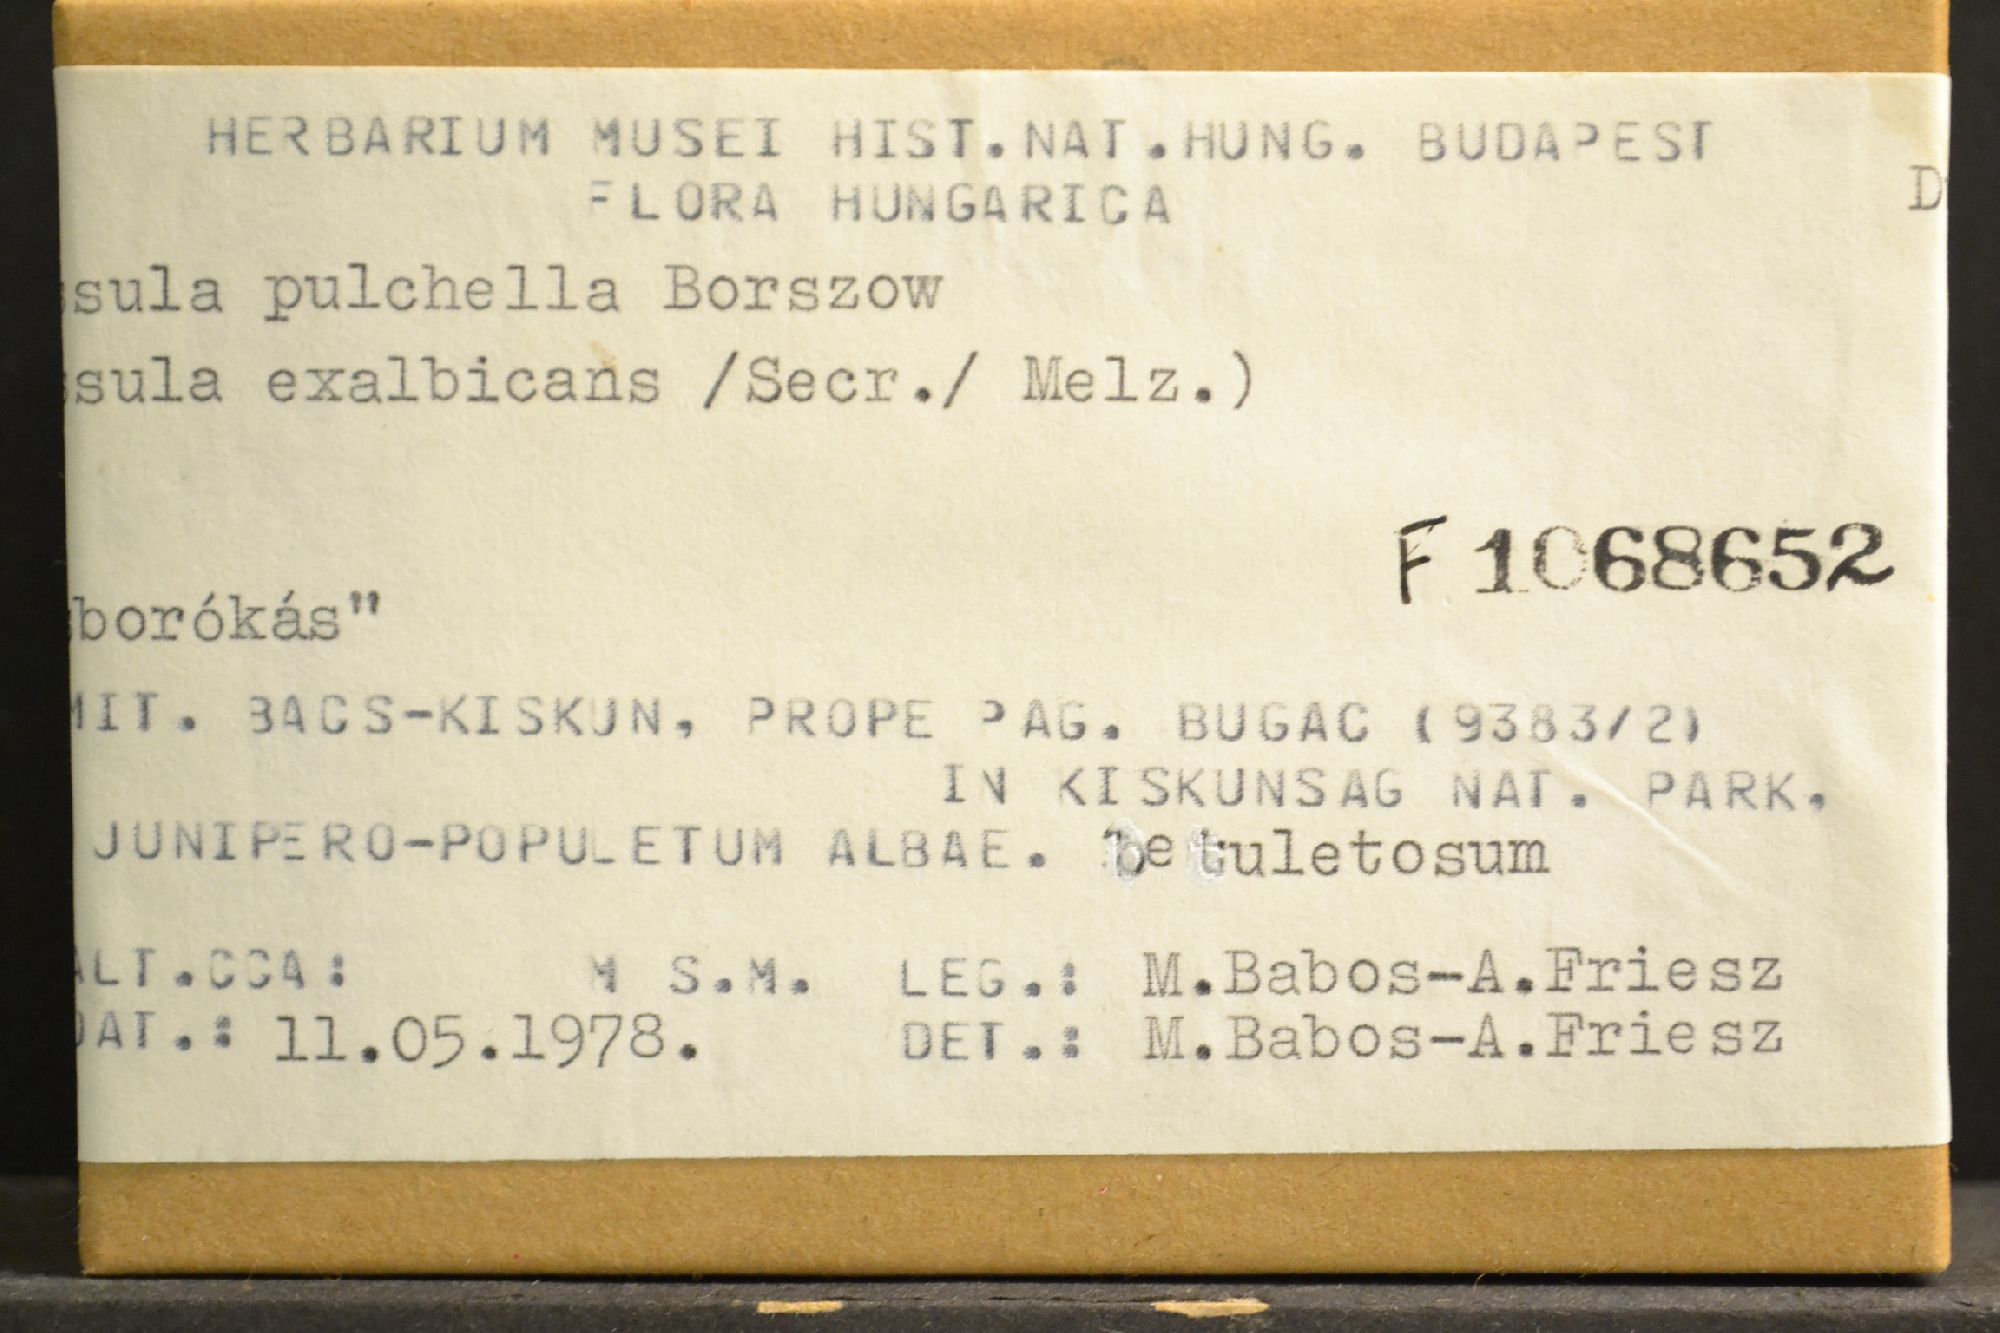 HERBARIUM MUSEI HIST.NAT.HUNG. BUDAPEST
FLORA HUNGARICA
sula pulchella Borszow
ssula exalbicans /Secr./ Melz.)
F 1068652
borókás"
MIT. BACS-KISKUN, PROPE PAG. BUGAC (9383/2)
IN KISKUNSAG NAT. PARK.
JUNIPERO-POPULETUM ALBAE. betuletosum
ALT.CCA: M S.M. LEG.: M.Babos-A.Friesz
DAT.: 11.05.1978. DET.: M.Babos-A.Friesz